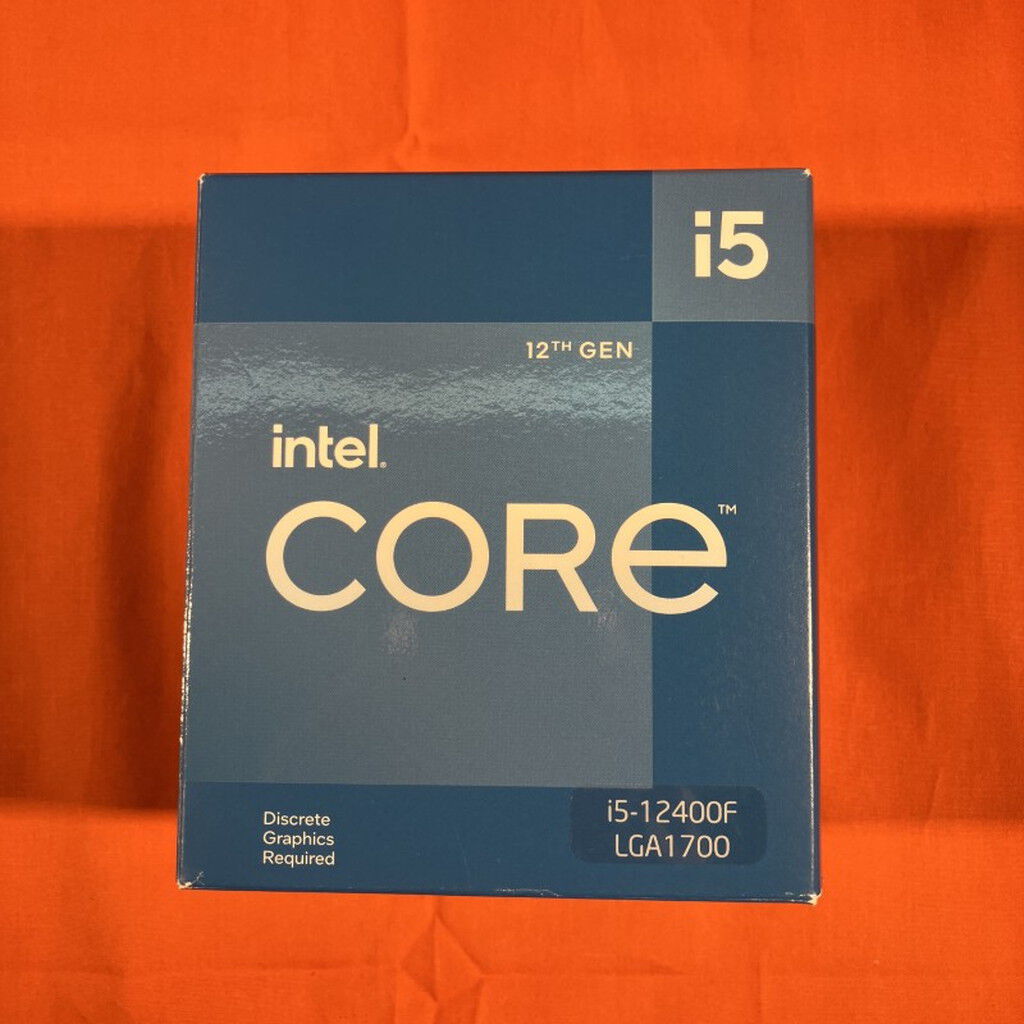 i5
12TH GEN
intel.
CORe™
Discrete
Graphics
Required
i5-12400F
LGA1700